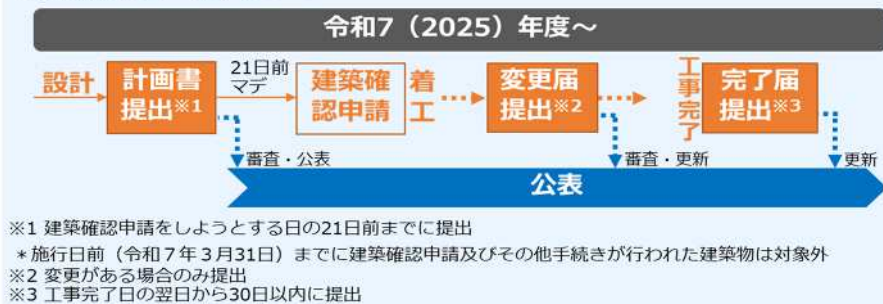 令和7（2025）年度～
設計
計画書
提出※1
21日前
マデ
建築確
認申請
着工
変更届
提出※2
工事完了
完了届
提出※3
審査・公表
審査・更新
更新
公表
※1 建築確認申請をしようとする日の21日前までに提出
＊施行日前（令和７年３月31日）までに建築確認申請及びその他手続きが行われた建築物は対象外
※2 変更がある場合のみ提出
※3 工事完了日の翌日から30日以内に提出